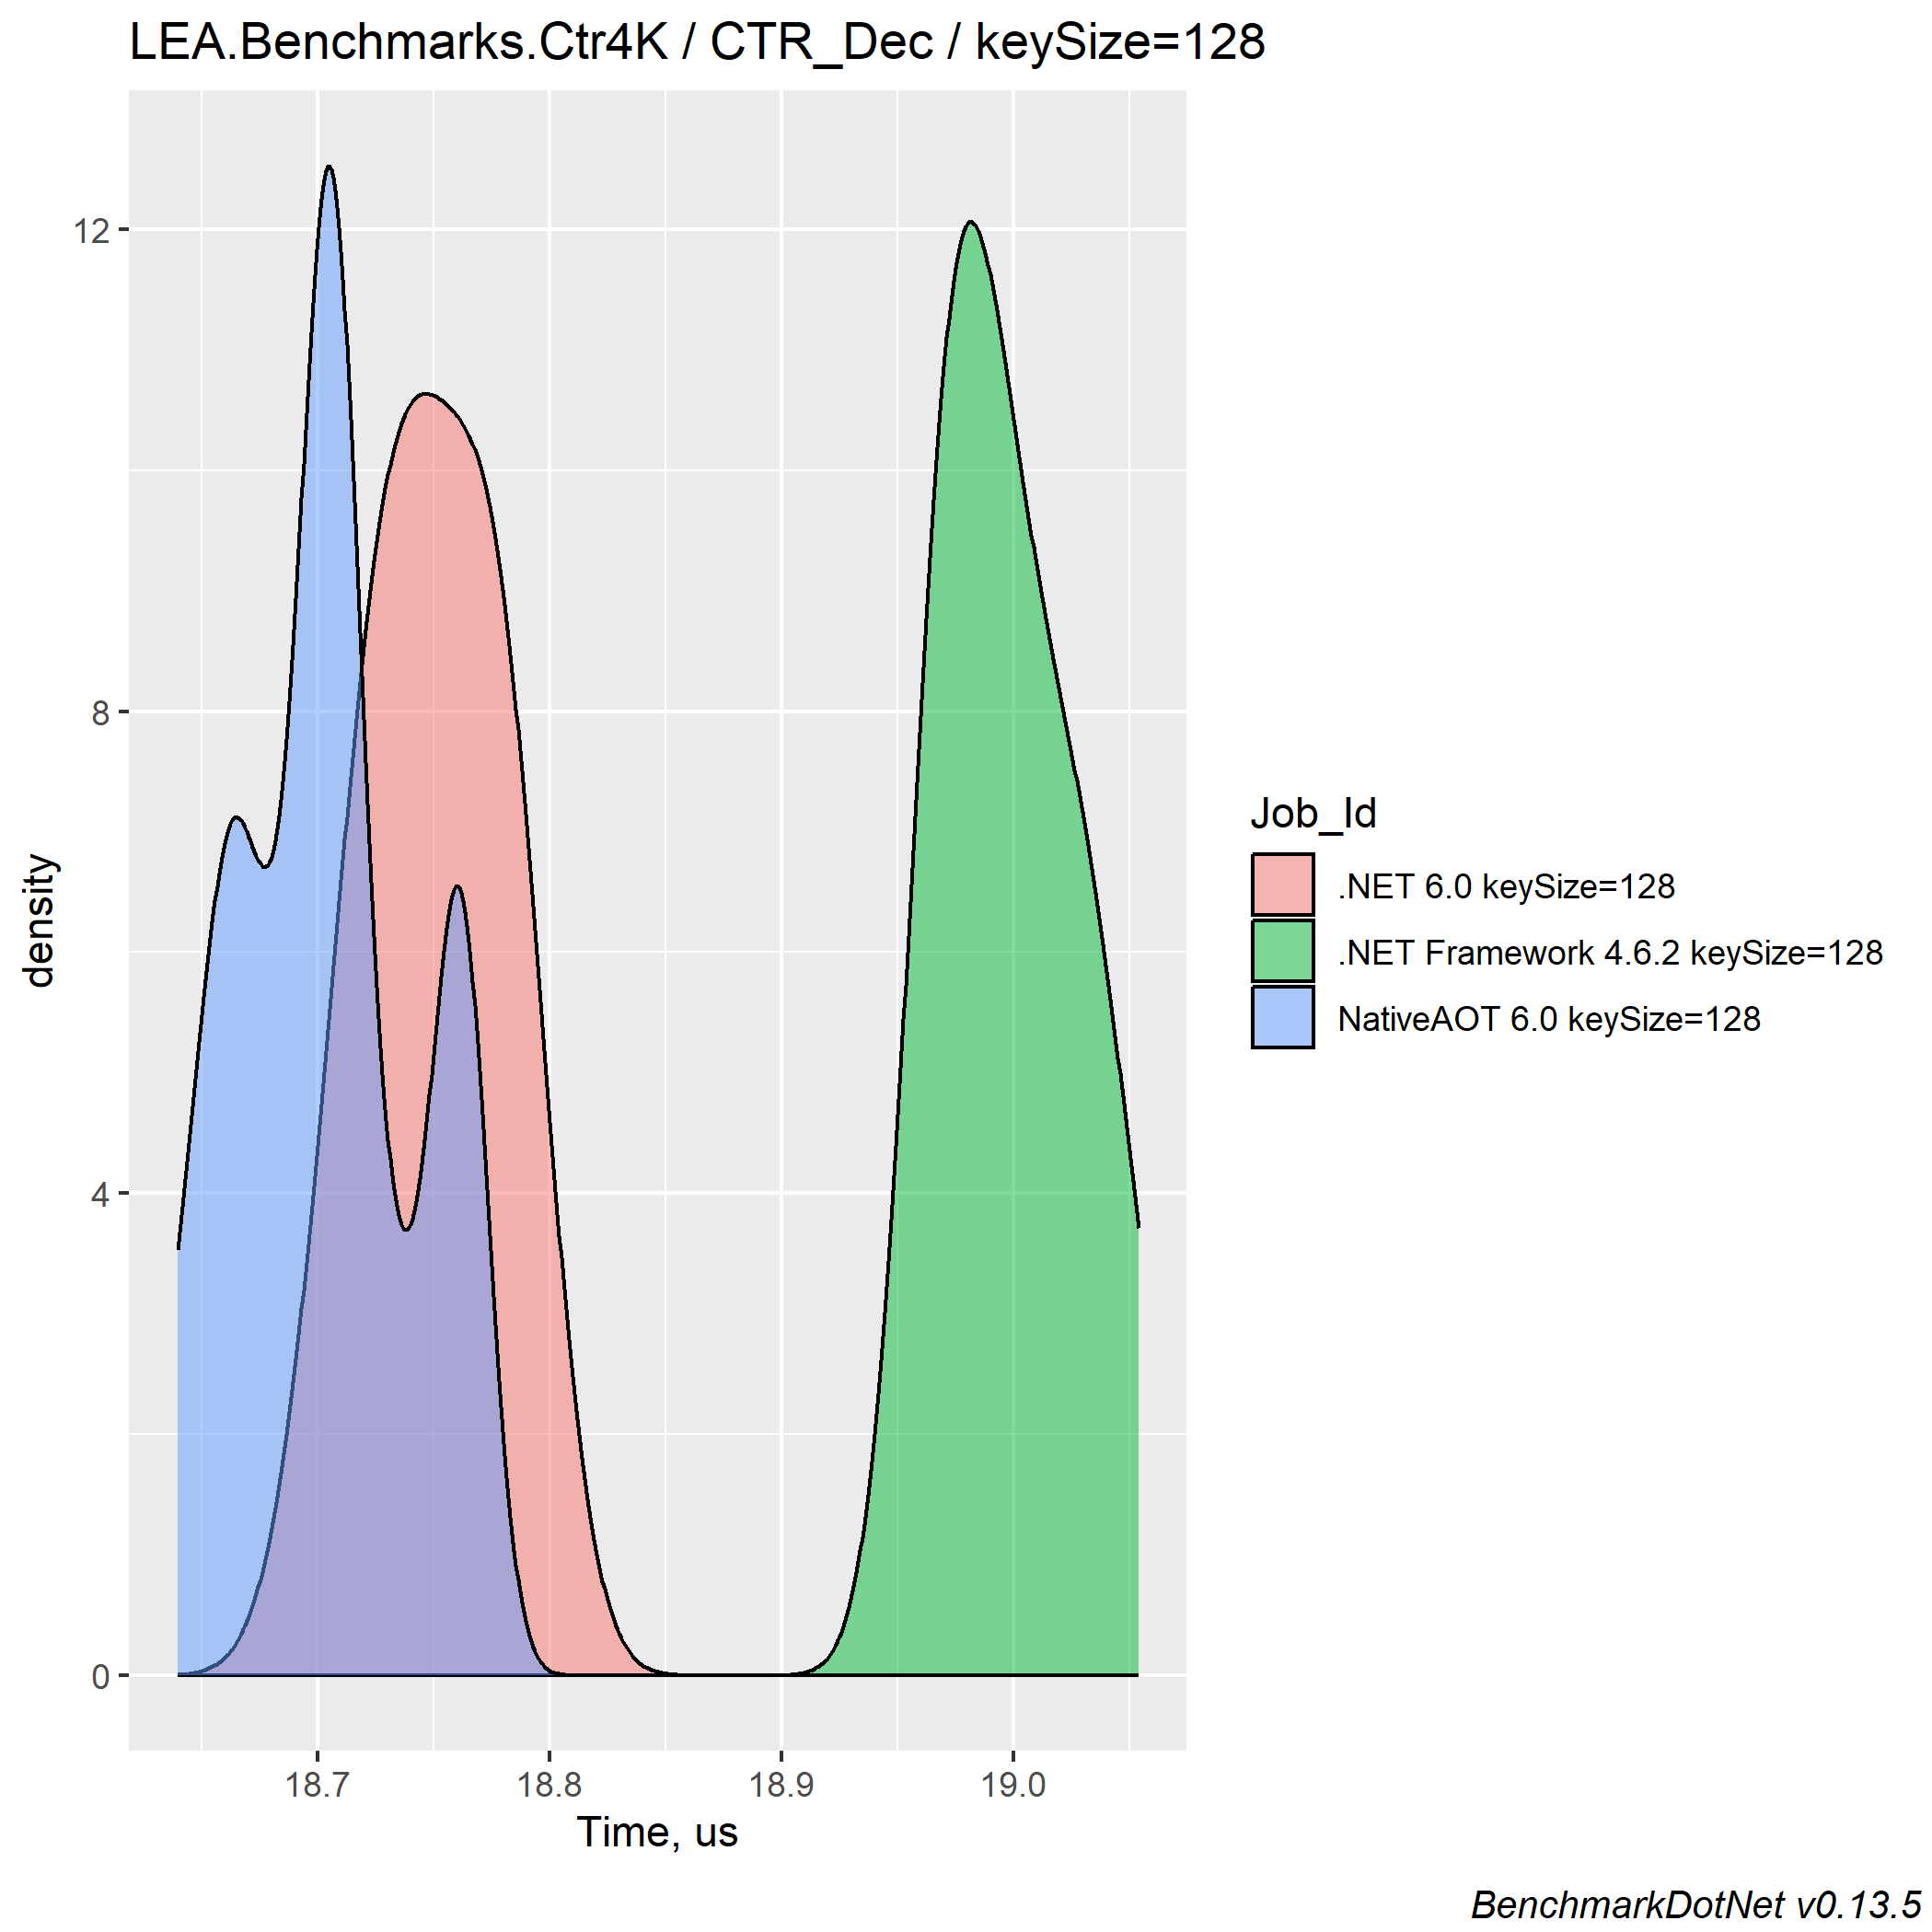 LEA.Benchmarks.Ctr4K / CTR_Dec / keySize=128
12
8
4
0
density
18.7
18.8
18.9
19.0
Time, us
Job_Id
.NET 6.0 keySize=128
.NET Framework 4.6.2 keySize=128
NativeAOT 6.0 keySize=128
BenchmarkDotNet v0.13.5